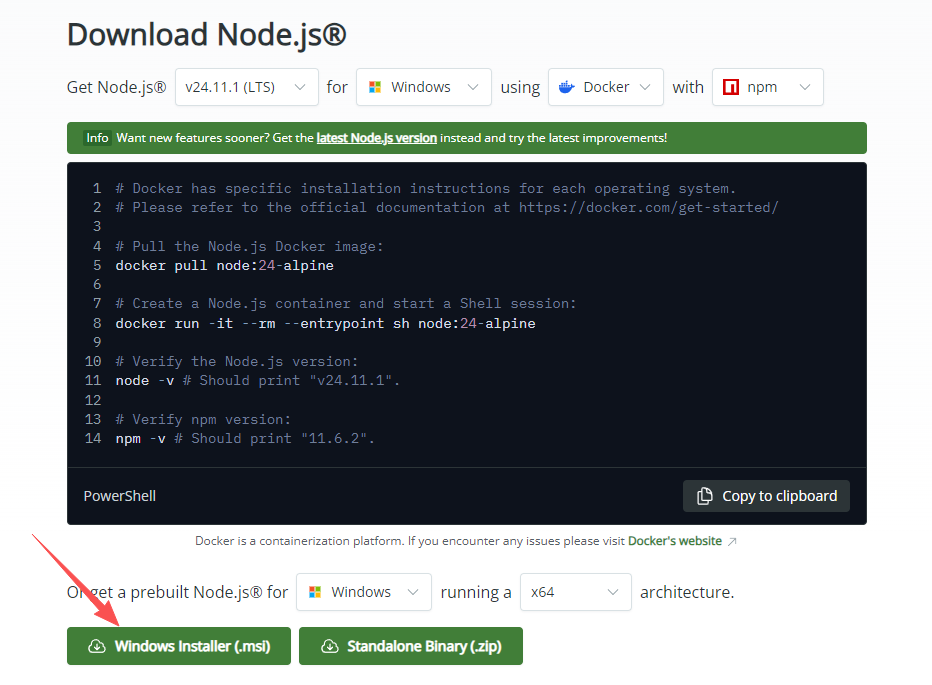 Download Node.js®
Get Node.js® v24.11.1 (LTS) for Windows using Docker with npm
Info Want new features sooner? Get the latest Node.js version instead and try the latest improvements!
1 # Docker has specific installation instructions for each operating system.
2 # Please refer to the official documentation at https://docker.com/get-started/
3
4 # Pull the Node.js Docker image:
5 docker pull node:24-alpine
6
7 # Create a Node.js container and start a Shell session:
8 docker run -it --rm --entrypoint sh node:24-alpine
9
10 # Verify the Node.js version:
11 node -v # Should print "v24.11.1".
12
13 # Verify npm version:
14 npm -v # Should print "11.6.2".
PowerShell Copy to clipboard
Docker is a containerization platform. If you encounter any issues please visit Docker's website
Or get a prebuilt Node.js® for Windows running a x64 architecture.
Windows Installer (.msi) Standalone Binary (.zip)